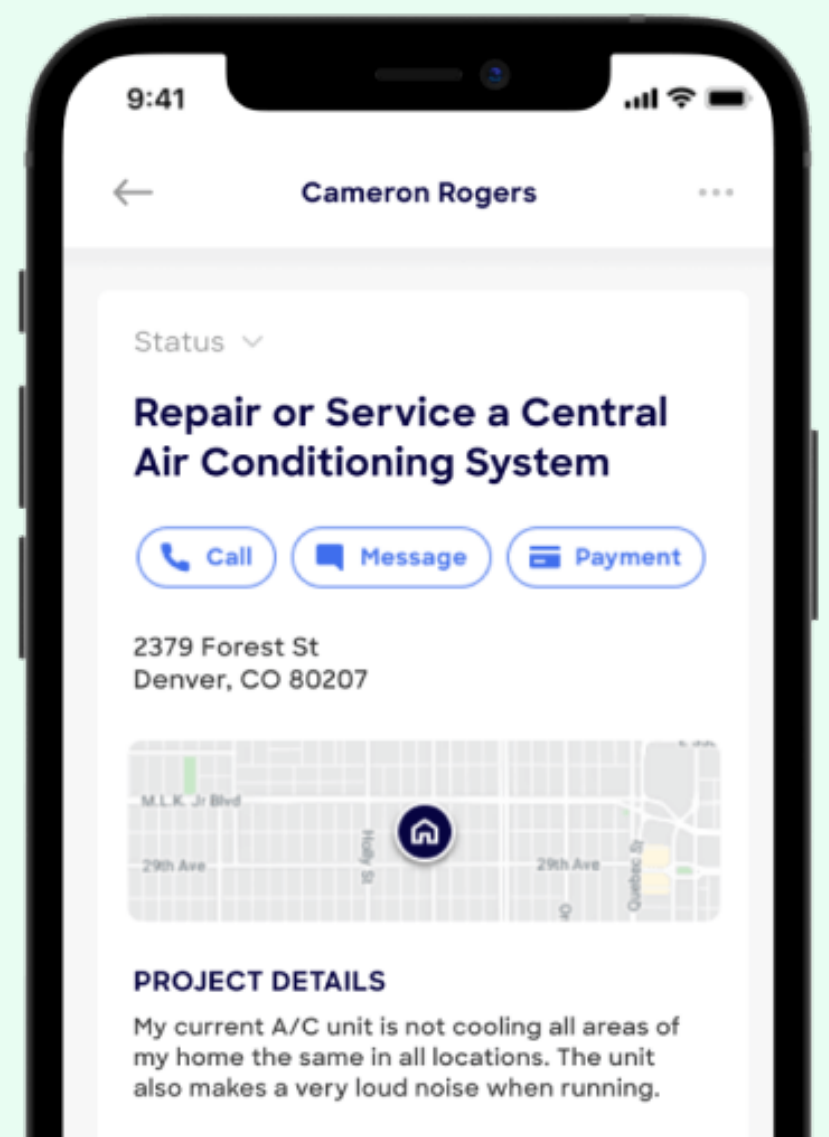 9:41
Cameron Rogers
Status
Repair or Service a Central
Air Conditioning System
Call Message Payment
2379 Forest St
Denver, CO 80207
M.L.K. Jr Blvd
Holly St
29th Ave
29th Ave
Quebec St
PROJECT DETAILS
My current A/C unit is not cooling all areas of
my home the same in all locations. The unit
also makes a very loud noise when running.